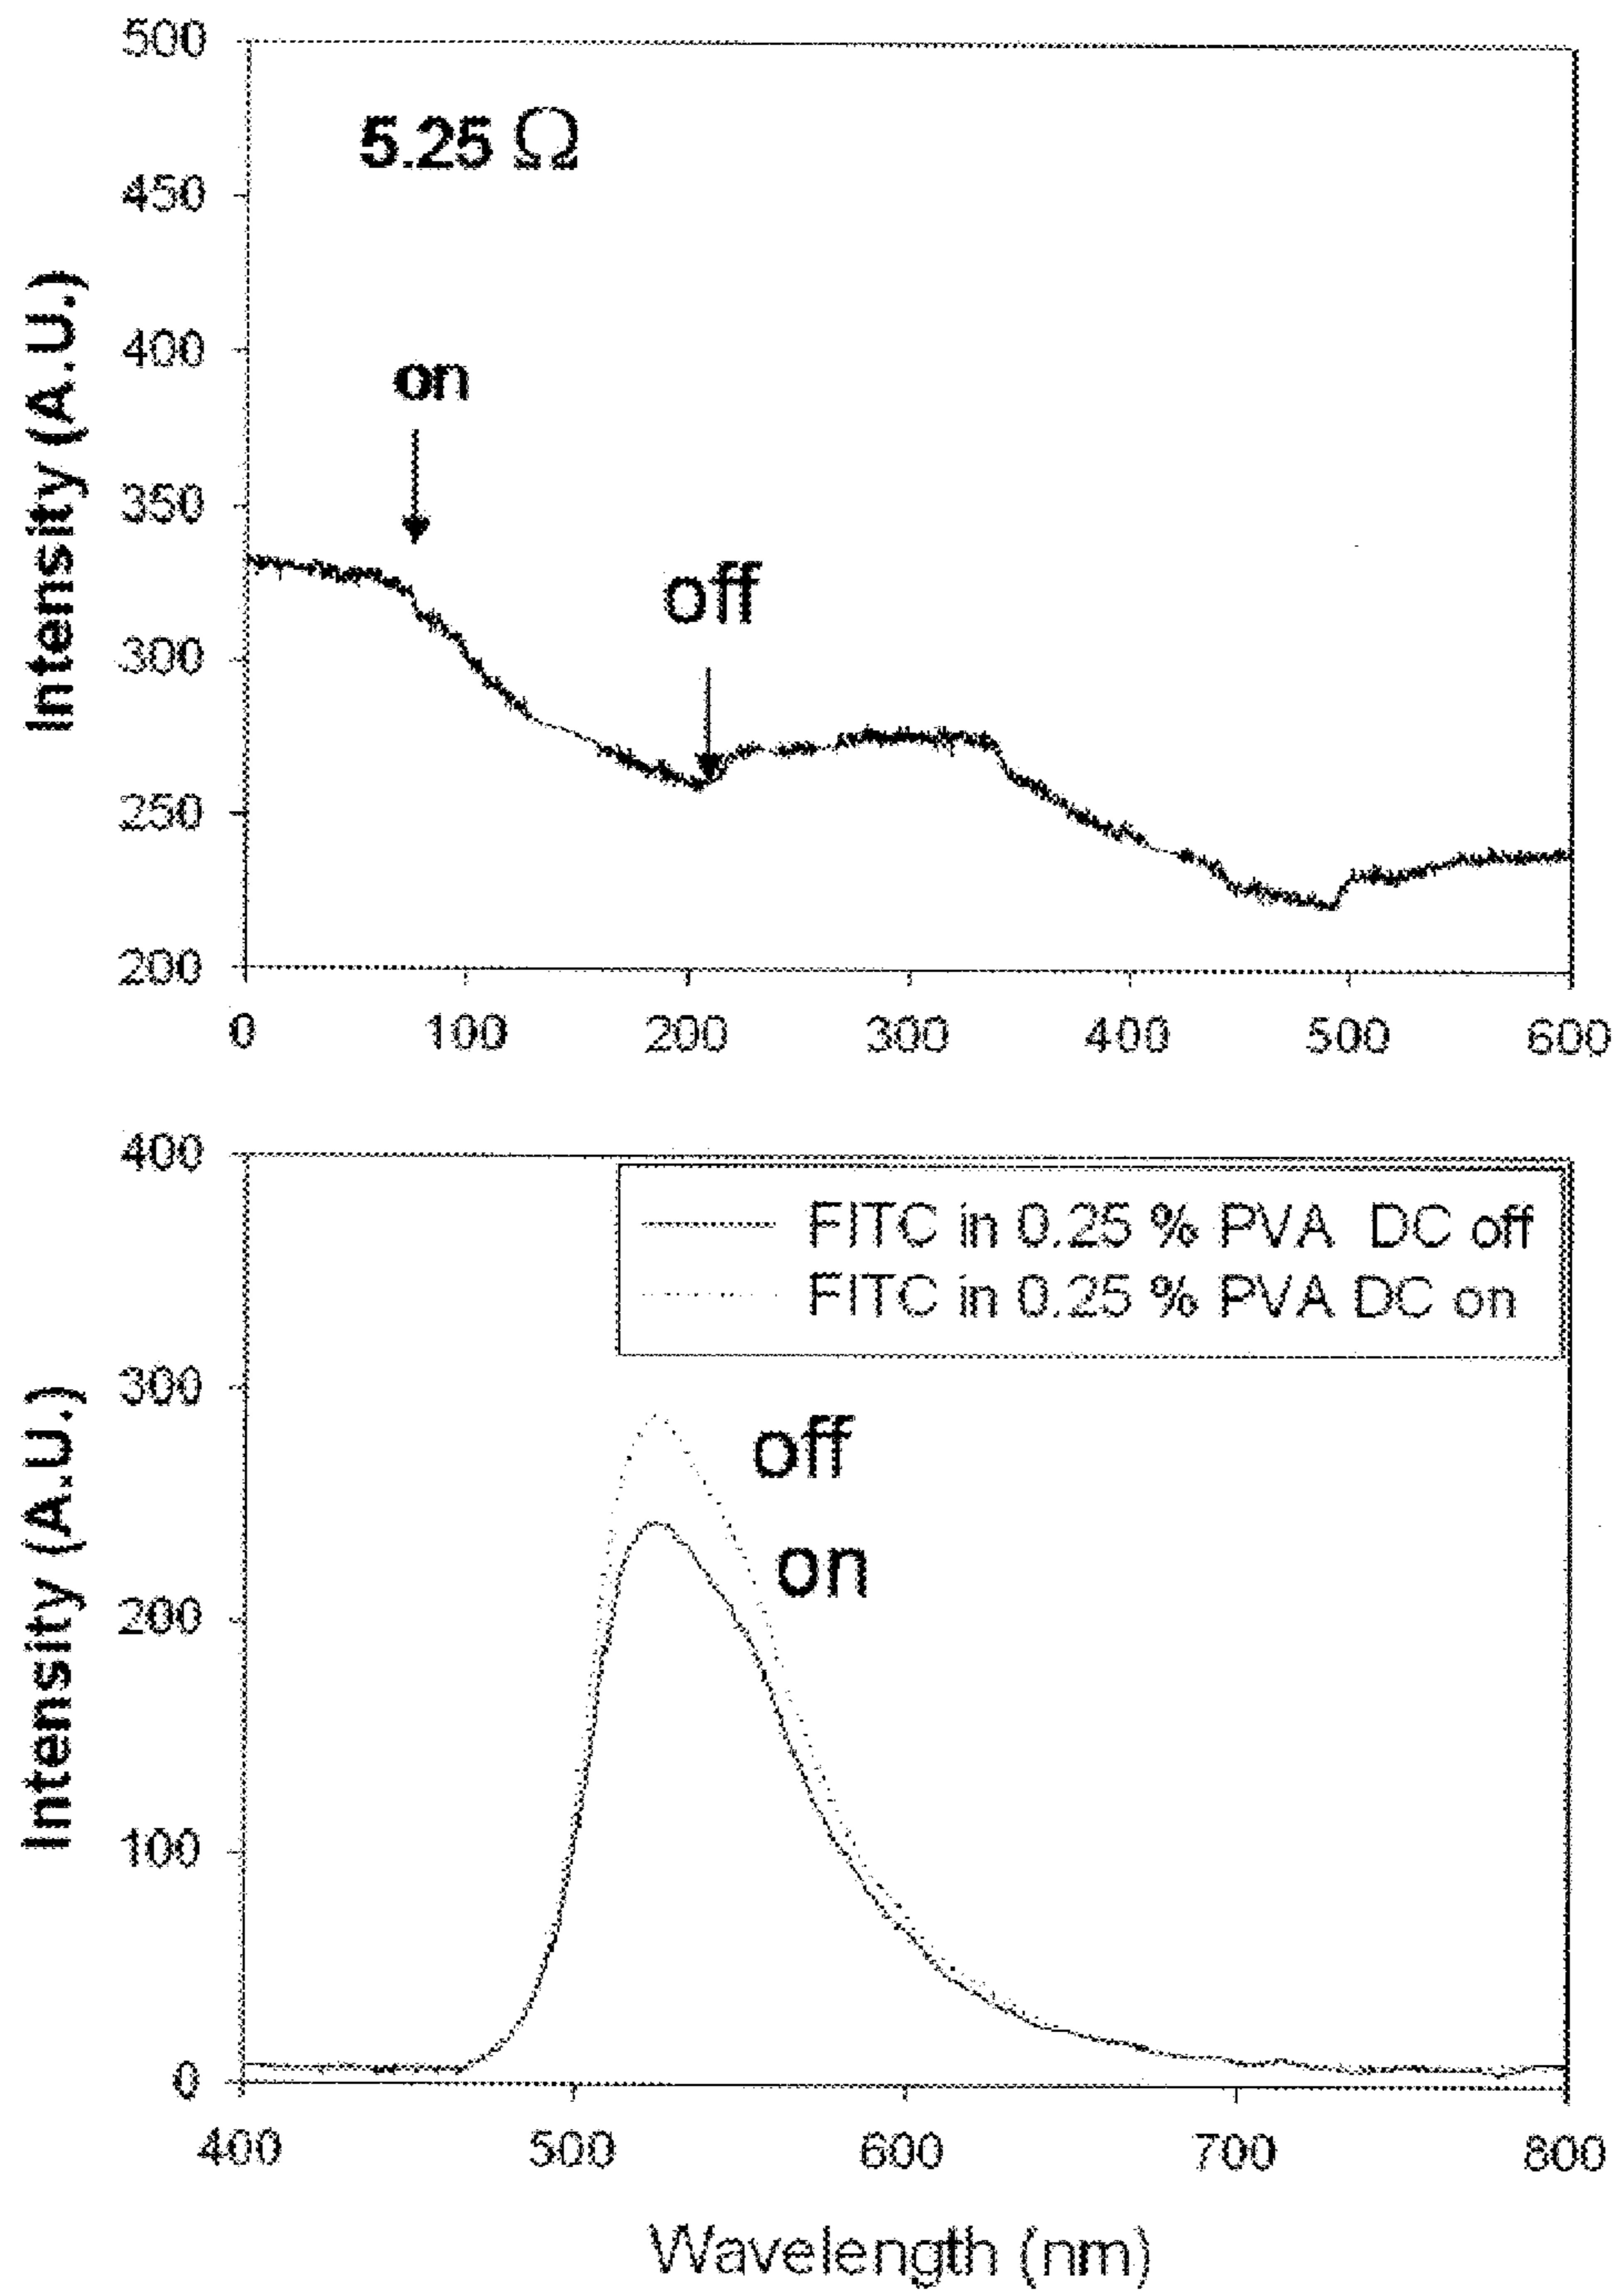 500
5.25 Ω
450
400
on
350
off
300
250
200
0 100 200 300 400 500 600
Intensity (A.U.)
400
FITC in 0.25 % PVA DC off
FITC in 0.25 % PVA DC on
300
off
on
200
100
0
400 500 600 700 800
Intensity (A.U.)
Wavelength (nm)